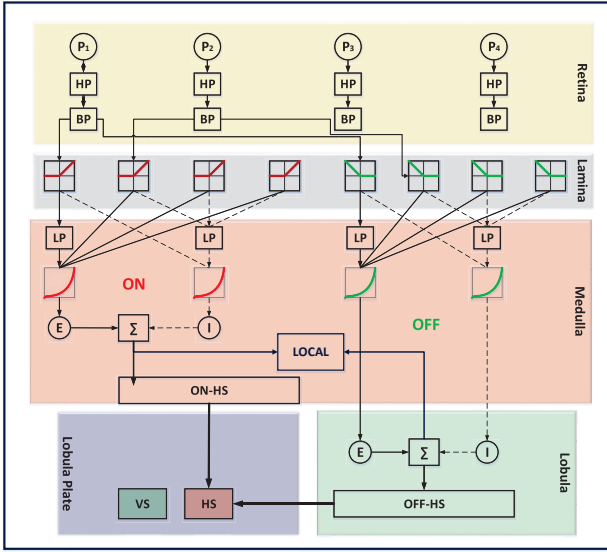 P1 P2 P3 P4
HP HP HP HP
BP BP BP BP
Retina
Lamina
LP LP LP LP
ON
OFF
Medulla
E Σ I
LOCAL
ON-HS
Lobula Plate
VS HS
E Σ I
OFF-HS
Lobula